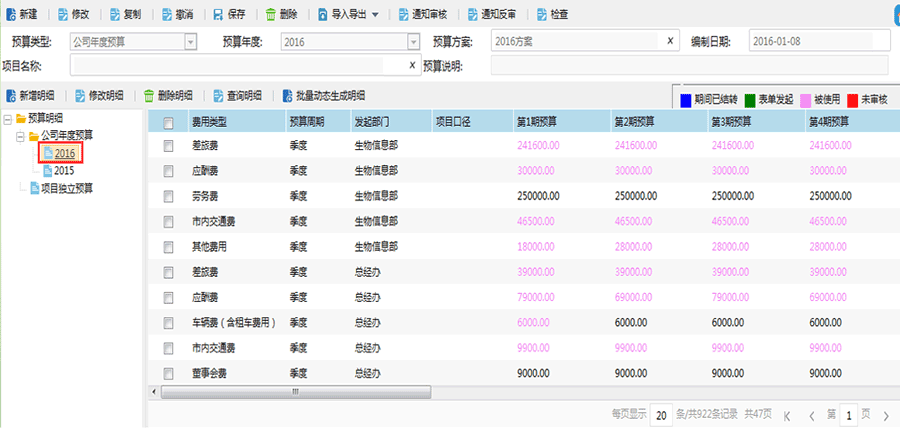 新建 修改 复制 撤消 保存 删除 导入导出 通知审核 通知反审 检查
预算类型: 公司年度预算 预算年度: 2016 预算方案: 2016方案 x 编制日期: 2016-01-08
项目名称: x 预算说明:
新增明细 修改明细 删除明细 查询明细 批量动态生成明细 期间已结转 表单发起 被使用 未审核
预算明细
公司年度预算
2016
2015
项目独立预算
费用类型 预算周期 发起部门 项目口径 第1期预算 第2期预算 第3期预算 第4期预算
差旅费 季度 生物信息部 241600.00 241600.00 241600.00 241600.00
应酬费 季度 生物信息部 30000.00 30000.00 30000.00 30000.00
劳务费 季度 生物信息部 250000.00 250000.00 250000.00 250000.00
市内交通费 季度 生物信息部 46500.00 46500.00 46500.00 46500.00
其他费用 季度 生物信息部 18000.00 28000.00 28000.00 28000.00
差旅费 季度 总经办 39000.00 39000.00 39000.00 39000.00
应酬费 季度 总经办 79000.00 69000.00 79000.00 69000.00
车辆费（含租车费用） 季度 总经办 6000.00 6000.00 6000.00 6000.00
市内交通费 季度 总经办 9900.00 9900.00 9900.00 9900.00
董事会费 季度 总经办 9000.00 9000.00 9000.00 9000.00
每页显示 20 条/共922条记录 共47页 第 1 页